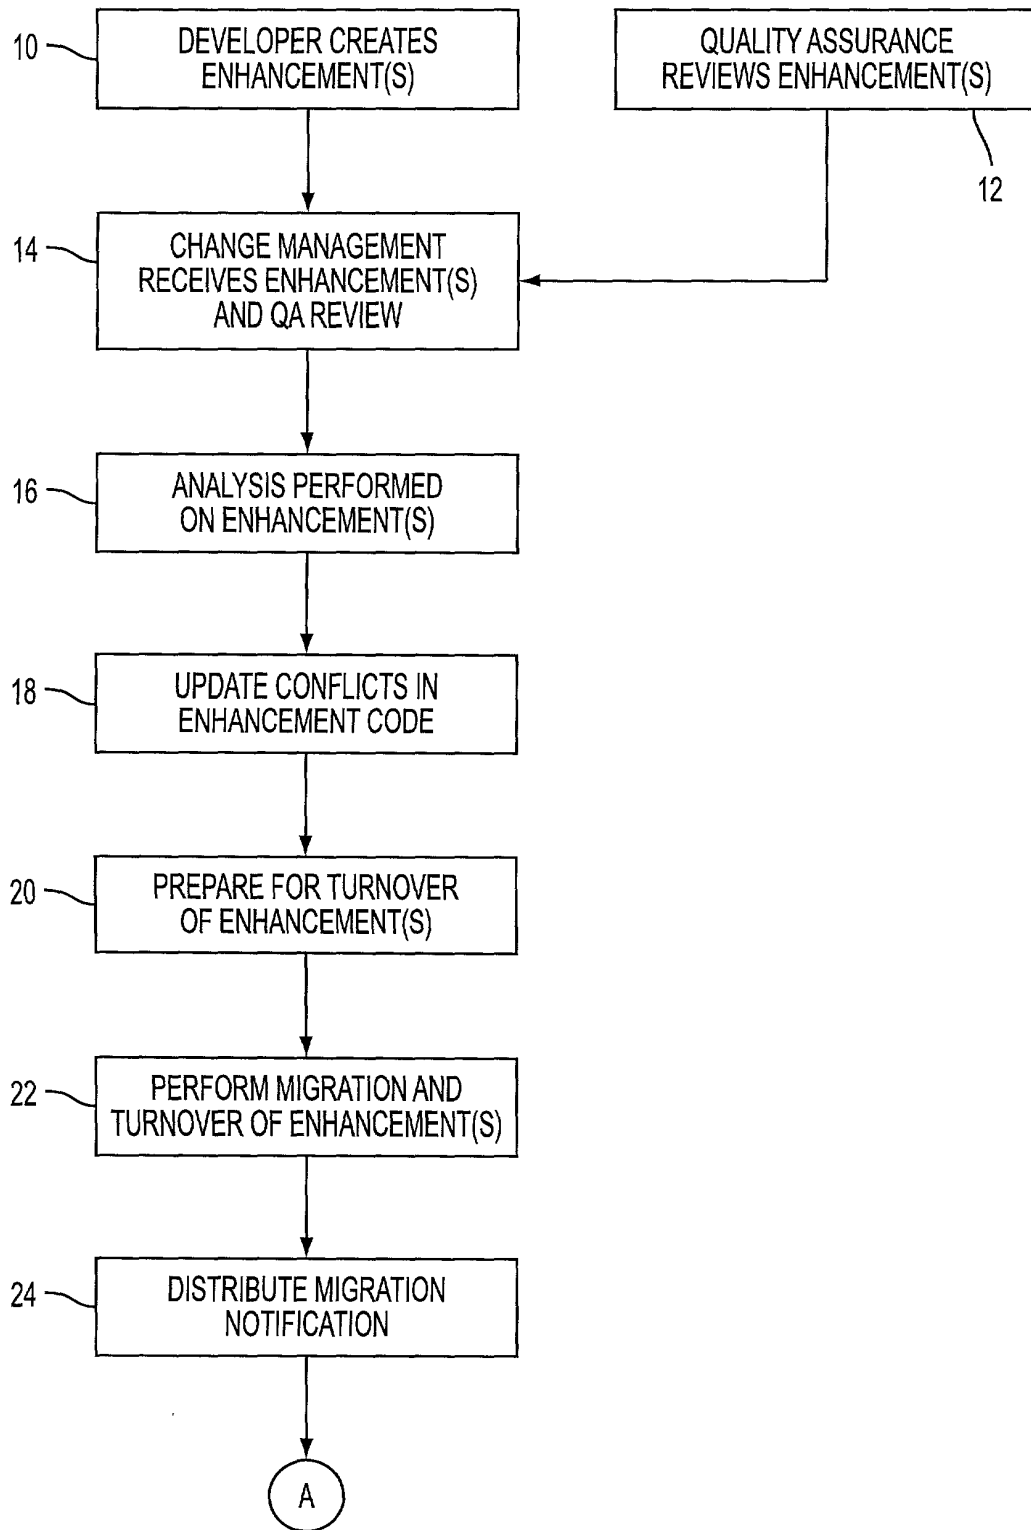 10
DEVELOPER CREATES
ENHANCEMENT(S)
QUALITY ASSURANCE
REVIEWS ENHANCEMENT(S)
12
14
CHANGE MANAGEMENT
RECEIVES ENHANCEMENT(S)
AND QA REVIEW
16
ANALYSIS PERFORMED
ON ENHANCEMENT(S)
18
UPDATE CONFLICTS IN
ENHANCEMENT CODE
20
PREPARE FOR TURNOVER
OF ENHANCEMENT(S)
22
PERFORM MIGRATION AND
TURNOVER OF ENHANCEMENT(S)
24
DISTRIBUTE MIGRATION
NOTIFICATION
A